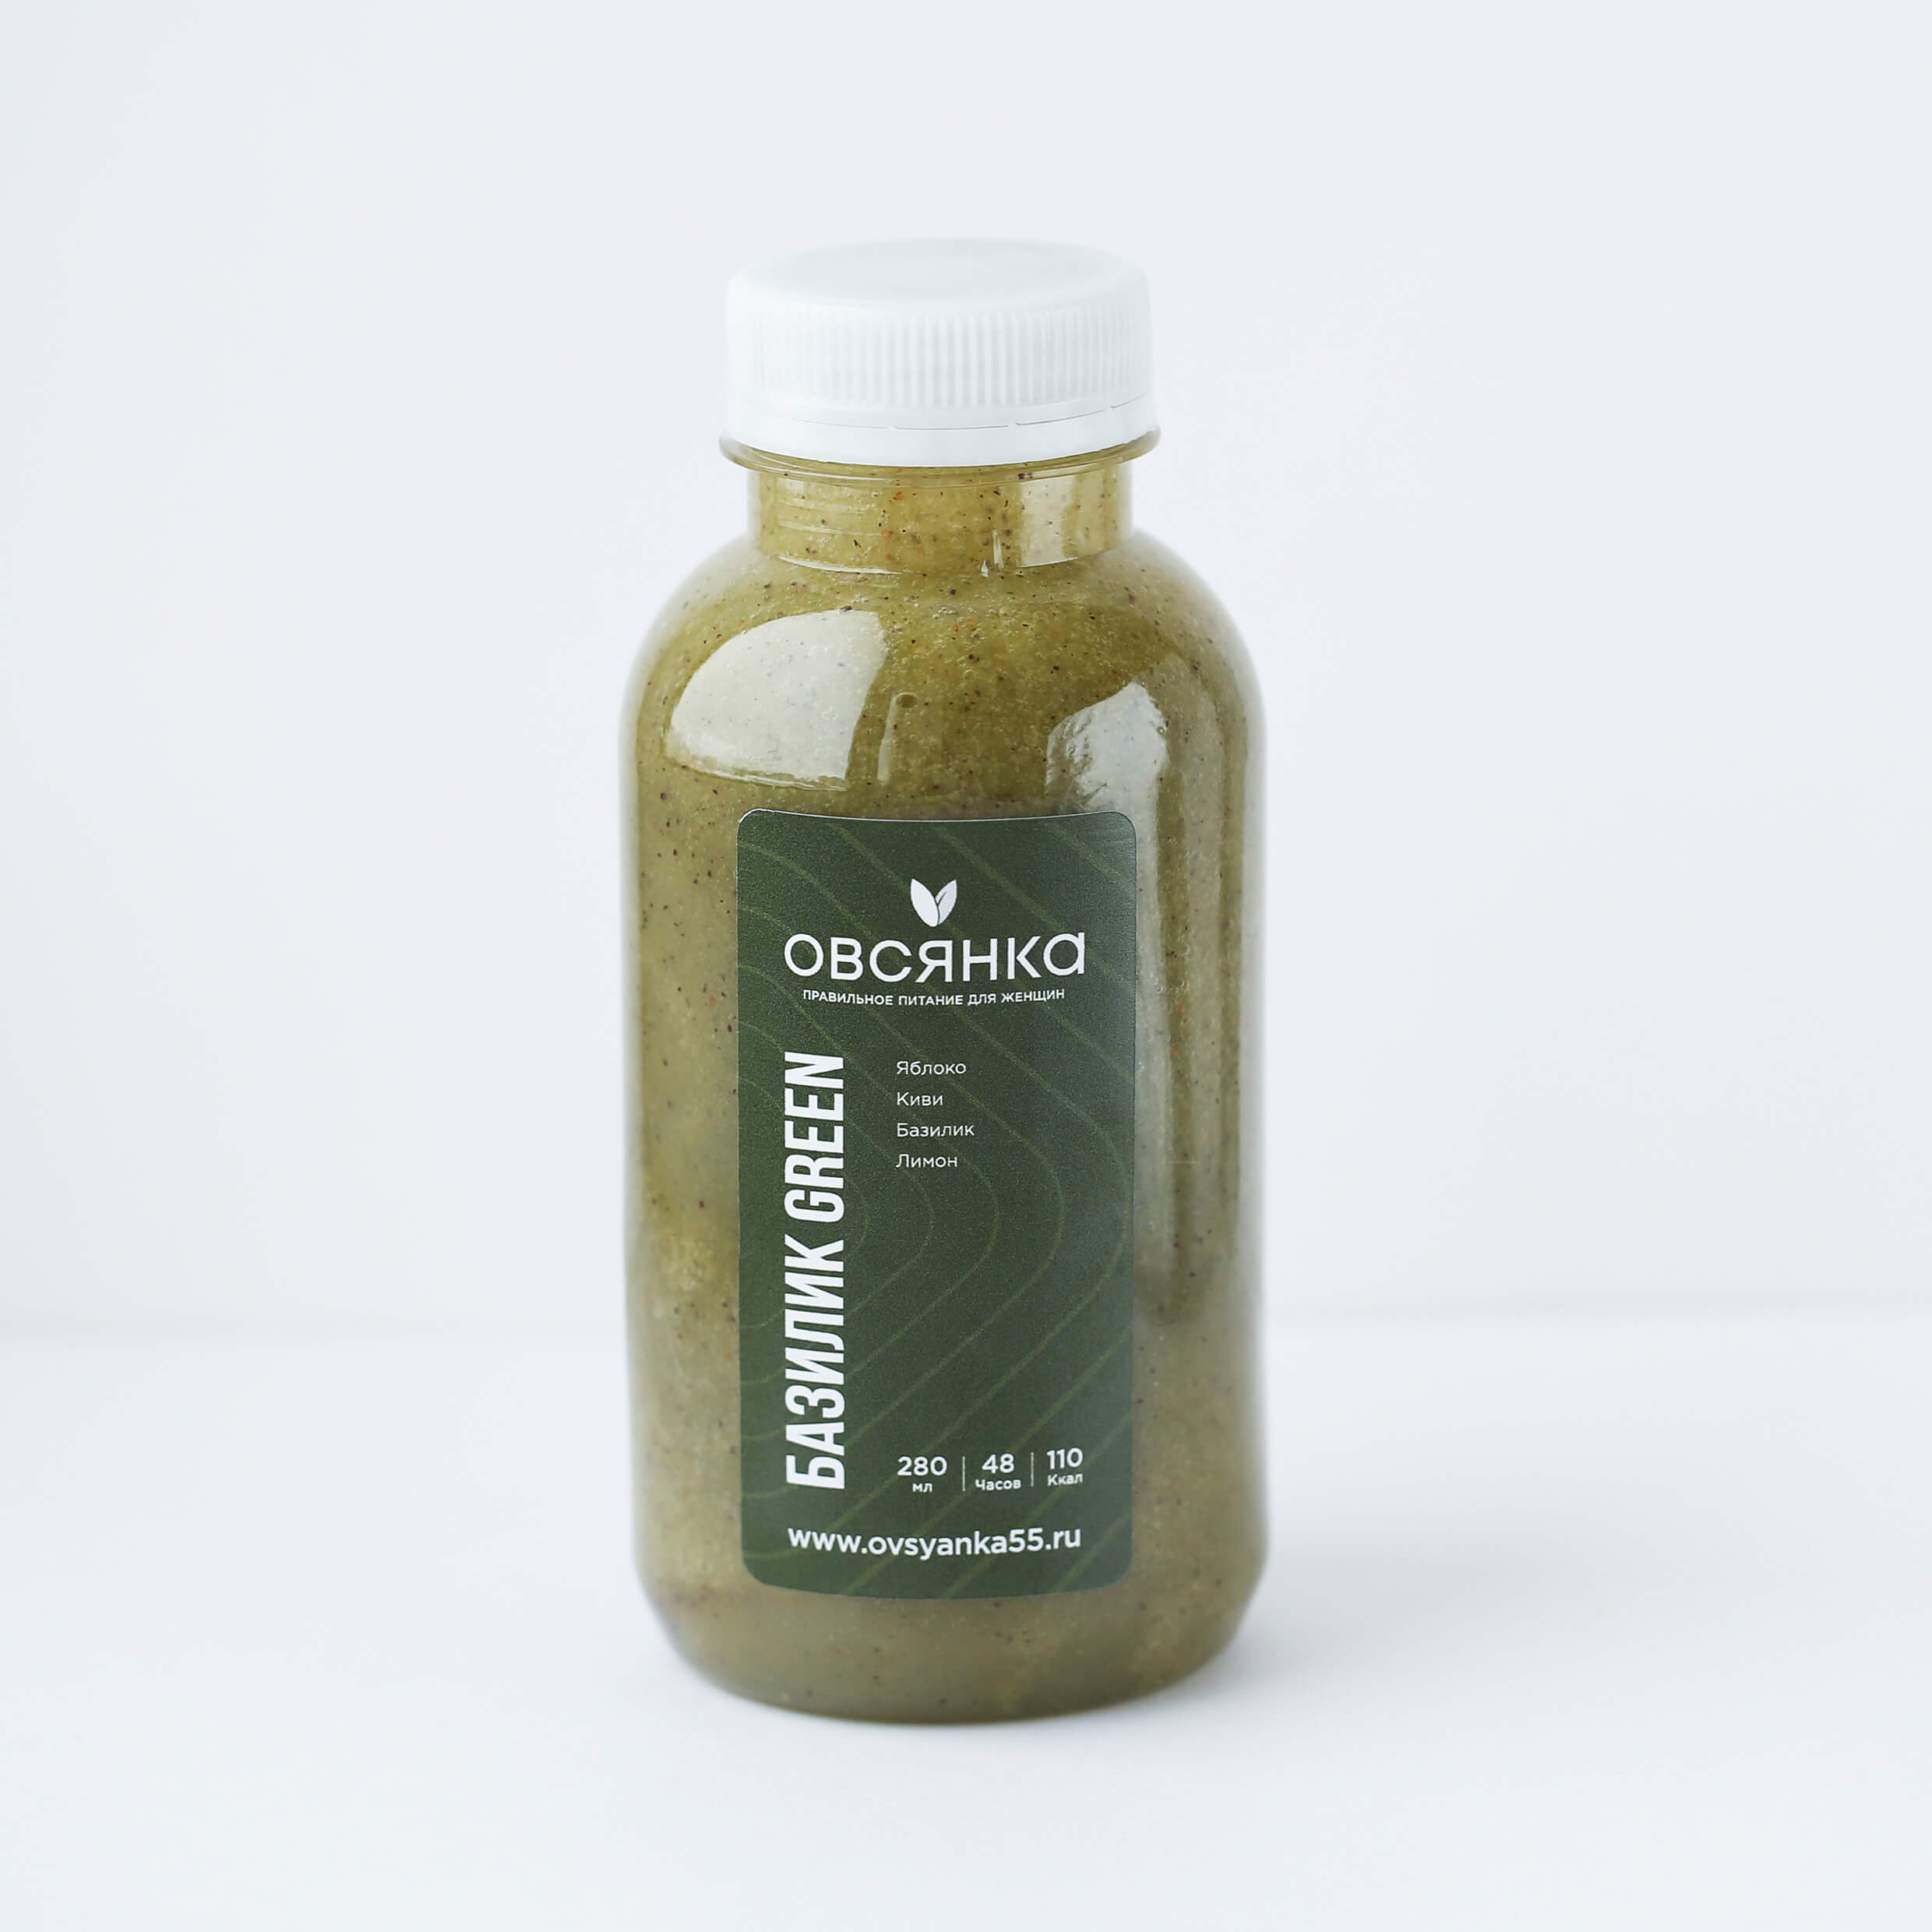 ОВСЯНКА
ПРАВИЛЬНОЕ ПИТАНИЕ ДЛЯ ЖЕНЩИН
БАЗИЛИК GREEN
Яблоко
Киви
Базилик
Лимон
280 мл
48 Часов
110 Ккал
www.ovsyanka55.ru